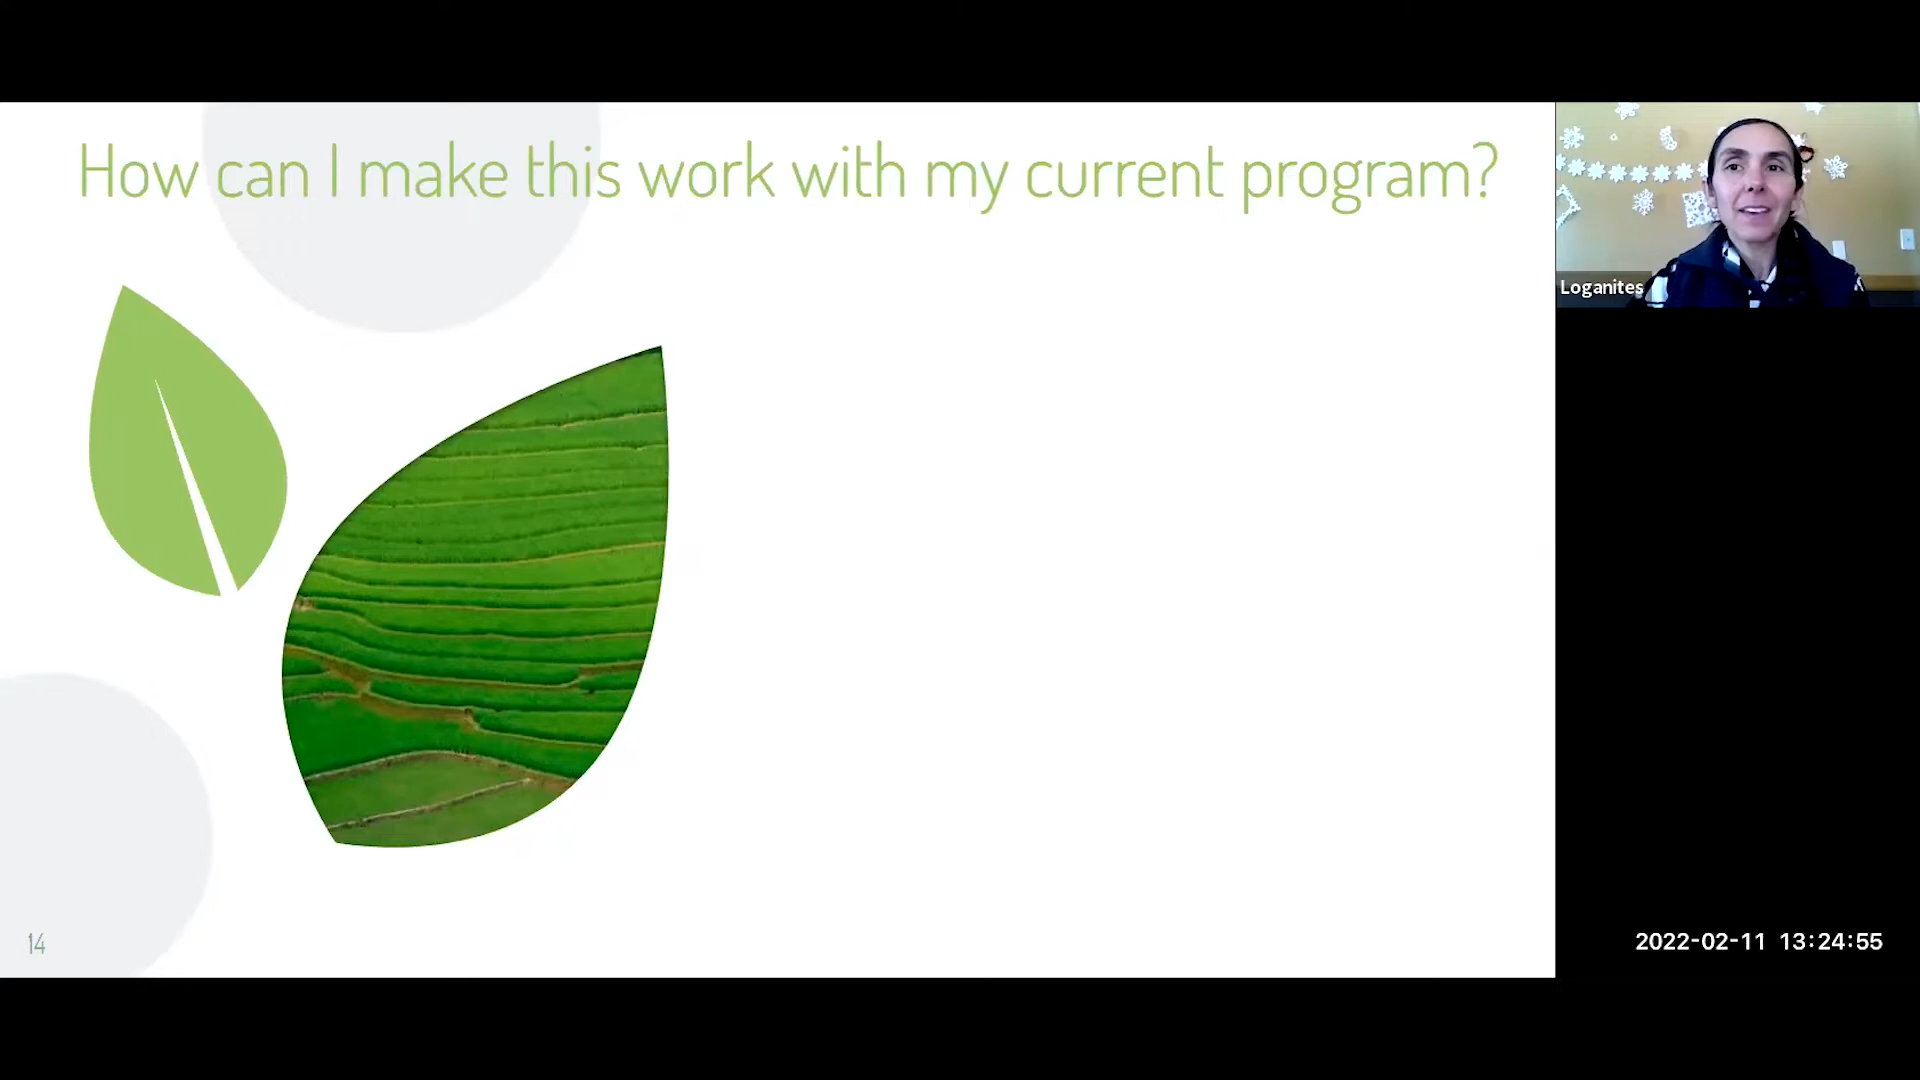 How can I make this work with my current program?
Loganites
14
2022-02-11 13:24:55